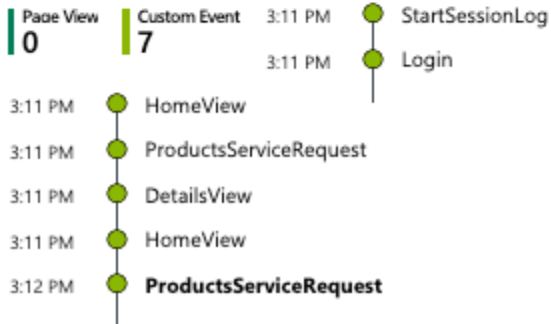 Page View
0
Custom Event
7
3:11 PM StartSessionLog
3:11 PM Login
3:11 PM HomeView
3:11 PM ProductsServiceRequest
3:11 PM DetailsView
3:11 PM HomeView
3:12 PM ProductsServiceRequest